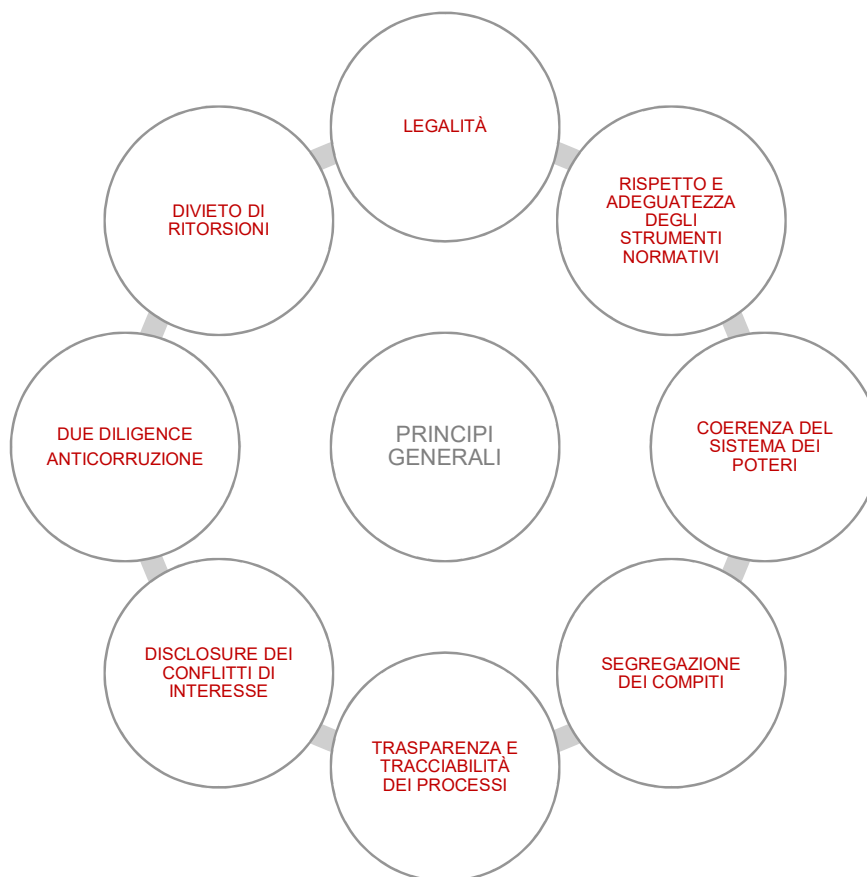 LEGALITÀ
RISPETTO E
ADEGUATEZZA
DEGLI
STRUMENTI
NORMATIVI
COERENZA DEL
SISTEMA DEI
POTERI
SEGREGAZIONE
DEI COMPITI
TRASPARENZA E
TRACCIABILITÀ
DEI PROCESSI
DISCLOSURE DEI
CONFLITTI DI
INTERESSE
DUE DILIGENCE
ANTICORRUZIONE
DIVIETO DI
RITORSIONI
PRINCIPI
GENERALI